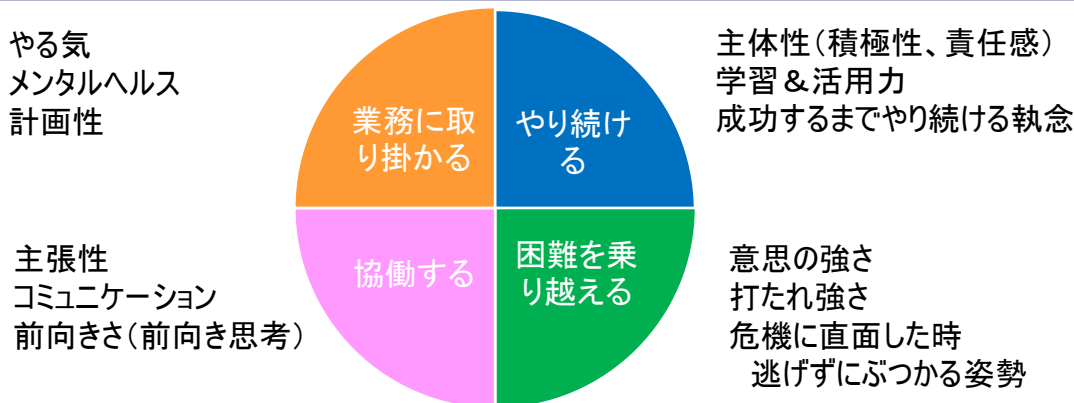 やる気
メンタルヘルス
計画性
業務に取
り掛かる
やり続け
る
主体性（積極性、責任感）
学習＆活用力
成功するまでやり続ける執念
主張性
コミュニケーション
前向きさ（前向き思考）
協働する
困難を乗
り越える
意思の強さ
打たれ強さ
危機に直面した時
逃げずにぶつかる姿勢